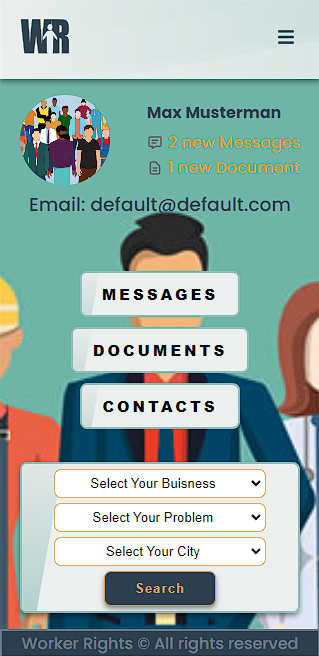 WR
Max Musterman
2 new Messages
1 new Document
Email: default@default.com
MESSAGES
DOCUMENTS
CONTACTS
Select Your Buisness
Select Your Problem
Select Your City
Search
Worker Rights © All rights reserved